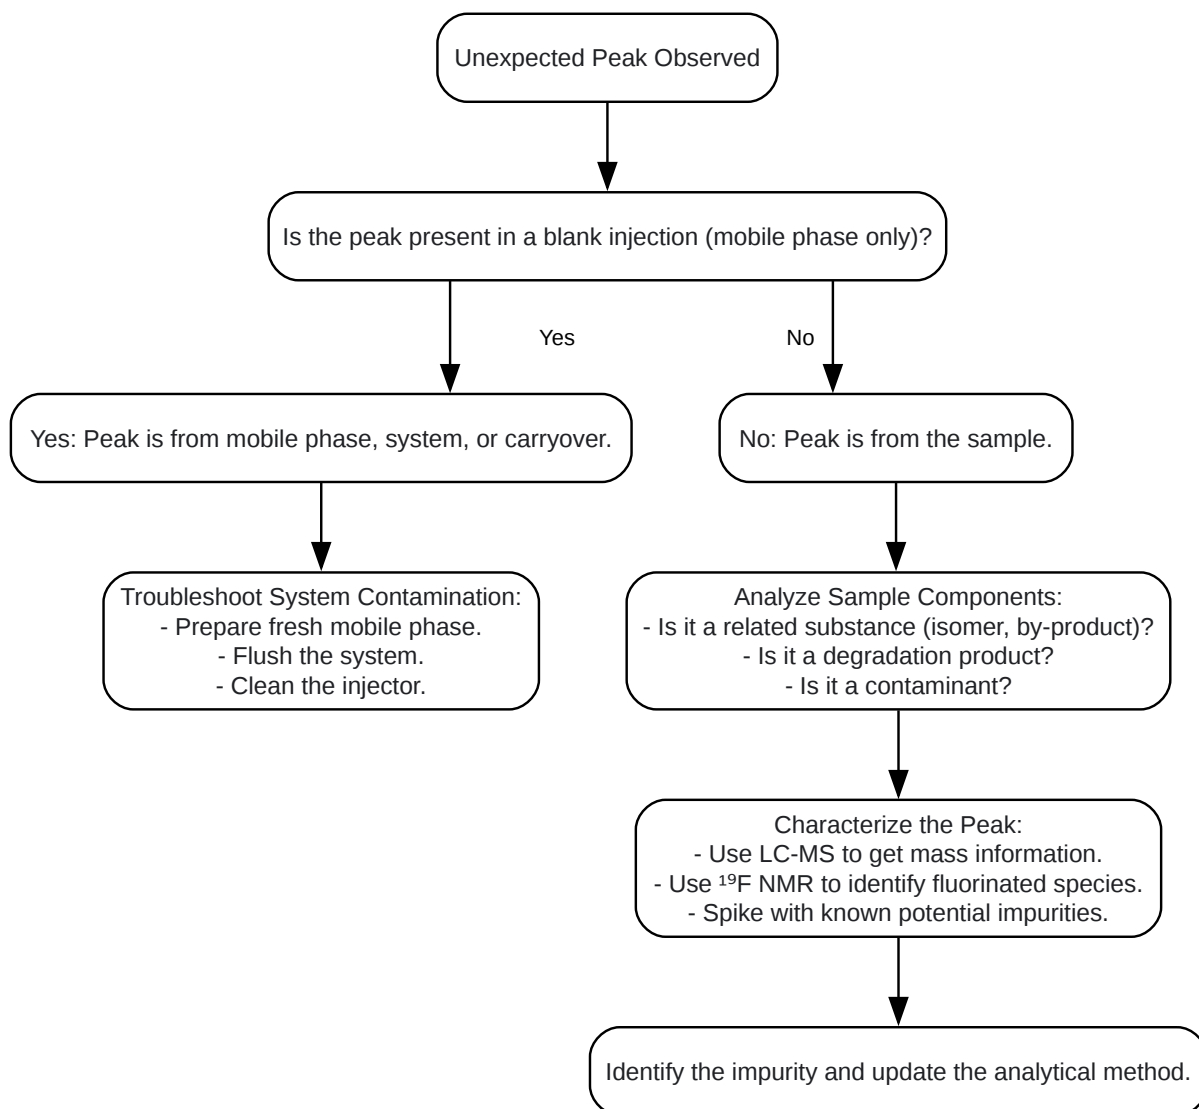 Unexpected Peak Observed
Is the peak present in a blank injection (mobile phase only)?
Yes
No
Yes: Peak is from mobile phase, system, or carryover.
No: Peak is from the sample.
Troubleshoot System Contamination:
- Prepare fresh mobile phase.
- Flush the system.
- Clean the injector.
Analyze Sample Components:
- Is it a related substance (isomer, by-product)?
- Is it a degradation product?
- Is it a contaminant?
Characterize the Peak:
- Use LC-MS to get mass information.
- Use ¹⁹F NMR to identify fluorinated species.
- Spike with known potential impurities.
Identify the impurity and update the analytical method.